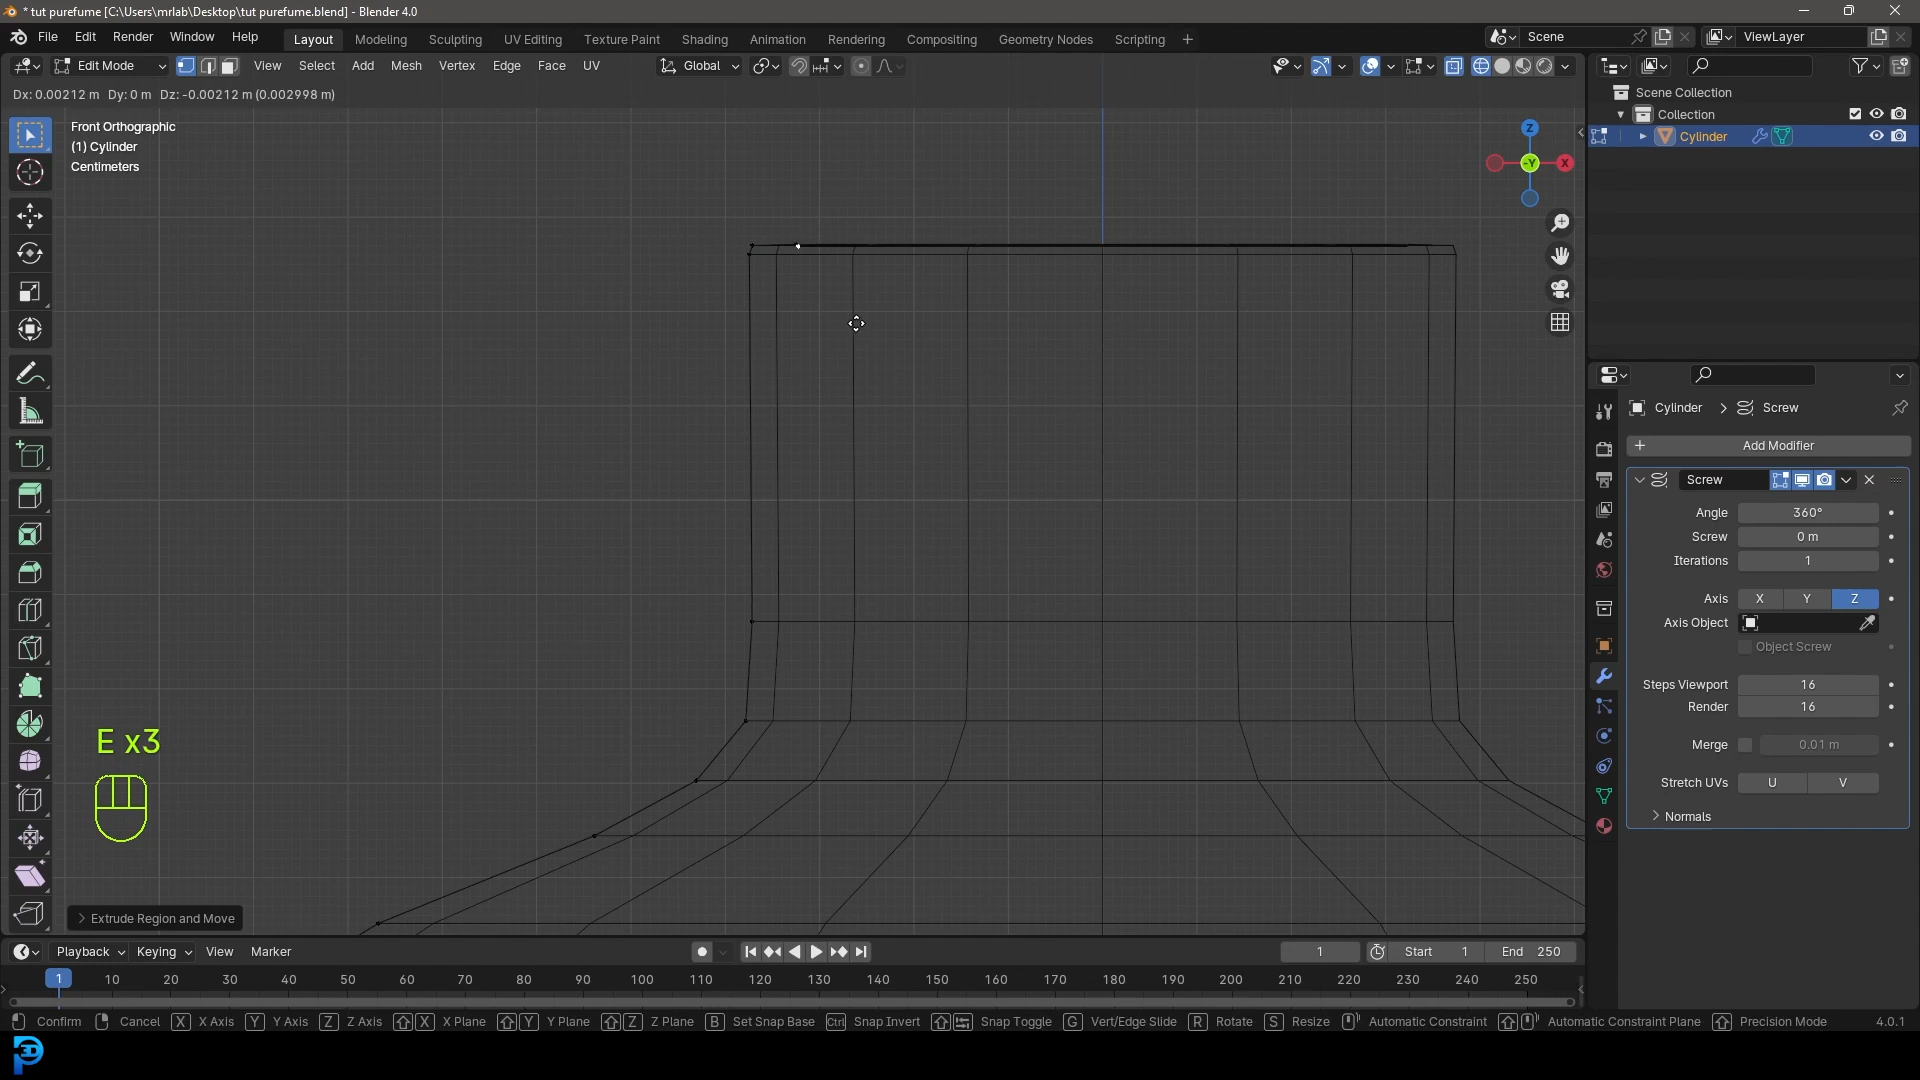 * tut purefume [C:\Users\mrlab\Desktop\tut purefume.blend] - Blender 4.0
File Edit Render Window Help Layout Modeling Sculpting UV Editing Texture Paint Shading Animation Rendering Compositing Geometry Nodes Scripting + Scene ViewLayer
Edit Mode View Select Add Mesh Vertex Edge Face UV Global
Dx: 0.00212 m Dy: 0 m Dz: -0.00212 m (0.002998 m)
Scene Collection
Collection
Cylinder
Front Orthographic
(1) Cylinder
Centimeters
Z
-Y X
Cylinder > Screw
+ Add Modifier
Screw
Angle 360°
Screw 0 m
Iterations 1
Axis X Y Z
Axis Object
Object Screw
Steps Viewport 16
Render 16
Merge 0.01 m
Stretch UVs U V
> Normals
E x3
> Extrude Region and Move
Playback Keying View Marker 1 Start 1 End 250
1 10 20 30 40 50 60 70 80 90 100 110 120 130 140 150 160 170 180 190 200 210 220 230 240 250
Confirm Cancel X X Axis Y Y Axis Z Z Axis X X Plane Y Y Plane Z Z Plane B Set Snap Base Ctrl Snap Invert Snap Toggle G Vert/Edge Slide R Rotate S Resize Automatic Constraint Automatic Constraint Plane Precision Mode 4.0.1